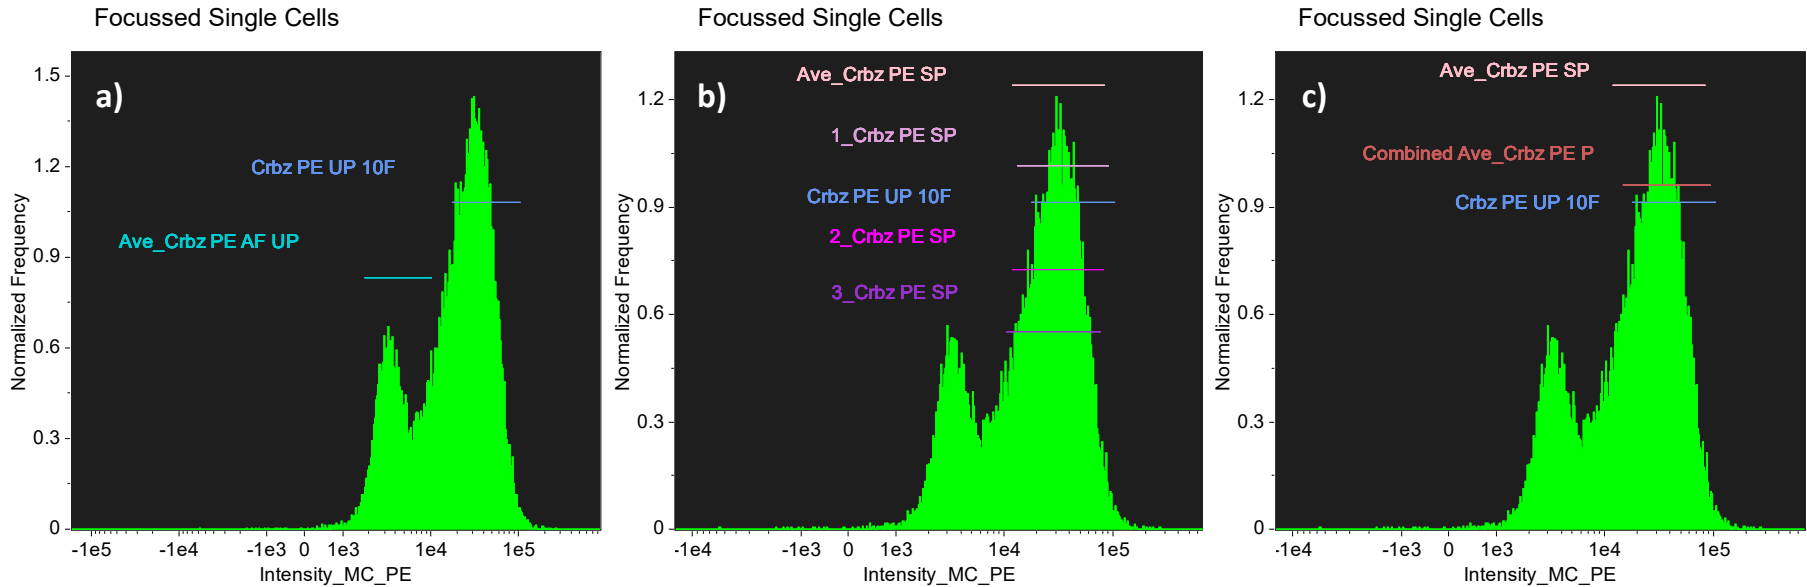 Focussed Single Cells
a)
Crbz PE UP 10F
Ave_Crbz PE AF UP
1.5
1.2
0.9
0.6
0.3
0
Normalized Frequency
-1e5
-1e4
-1e3
0
1e3
1e4
1e5
Intensity_MC_PE
Focussed Single Cells
b)
Ave_Crbz PE SP
1_Crbz PE SP
Crbz PE UP 10F
2_Crbz PE SP
3_Crbz PE SP
1.2
0.9
0.6
0.3
0
Normalized Frequency
-1e4
-1e3
0
1e3
1e4
1e5
Intensity_MC_PE
Focussed Single Cells
c)
Ave_Crbz PE SP
Combined Ave_Crbz PE P
Crbz PE UP 10F
1.2
0.9
0.6
0.3
0
Normalized Frequency
-1e4
-1e3
0
1e3
1e4
1e5
Intensity_MC_PE